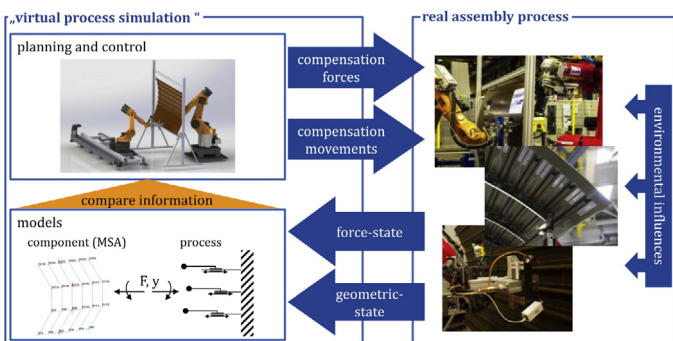 „virtual process simulation “
real assembly process
planning and control
compensation
forces
compensation
movements
environmental influences
compare information
models
component (MSA)
process
F, y
force-state
geometric-
state